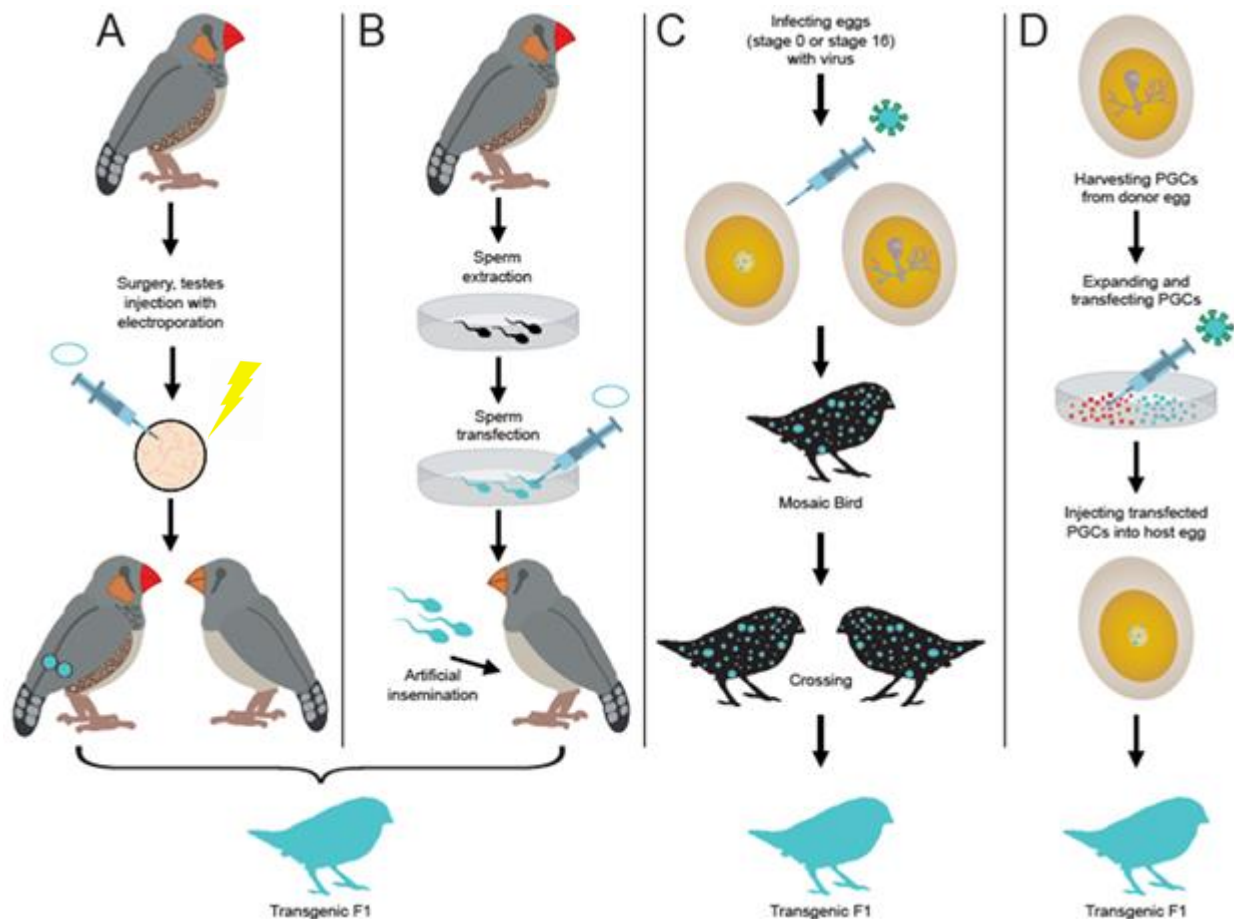 A
Surgery, testes
injection with
electroporation
B
Sperm
extraction
Sperm
transfection
Artificial
insemination
Transgenic F1
C
Infecting eggs
(stage 0 or stage 16)
with virus
Mosaic Bird
Crossing
Transgenic F1
D
Harvesting PGCs
from donor egg
Expanding and
transfecting PGCs
Injecting transfected
PGCs into host egg
Transgenic F1